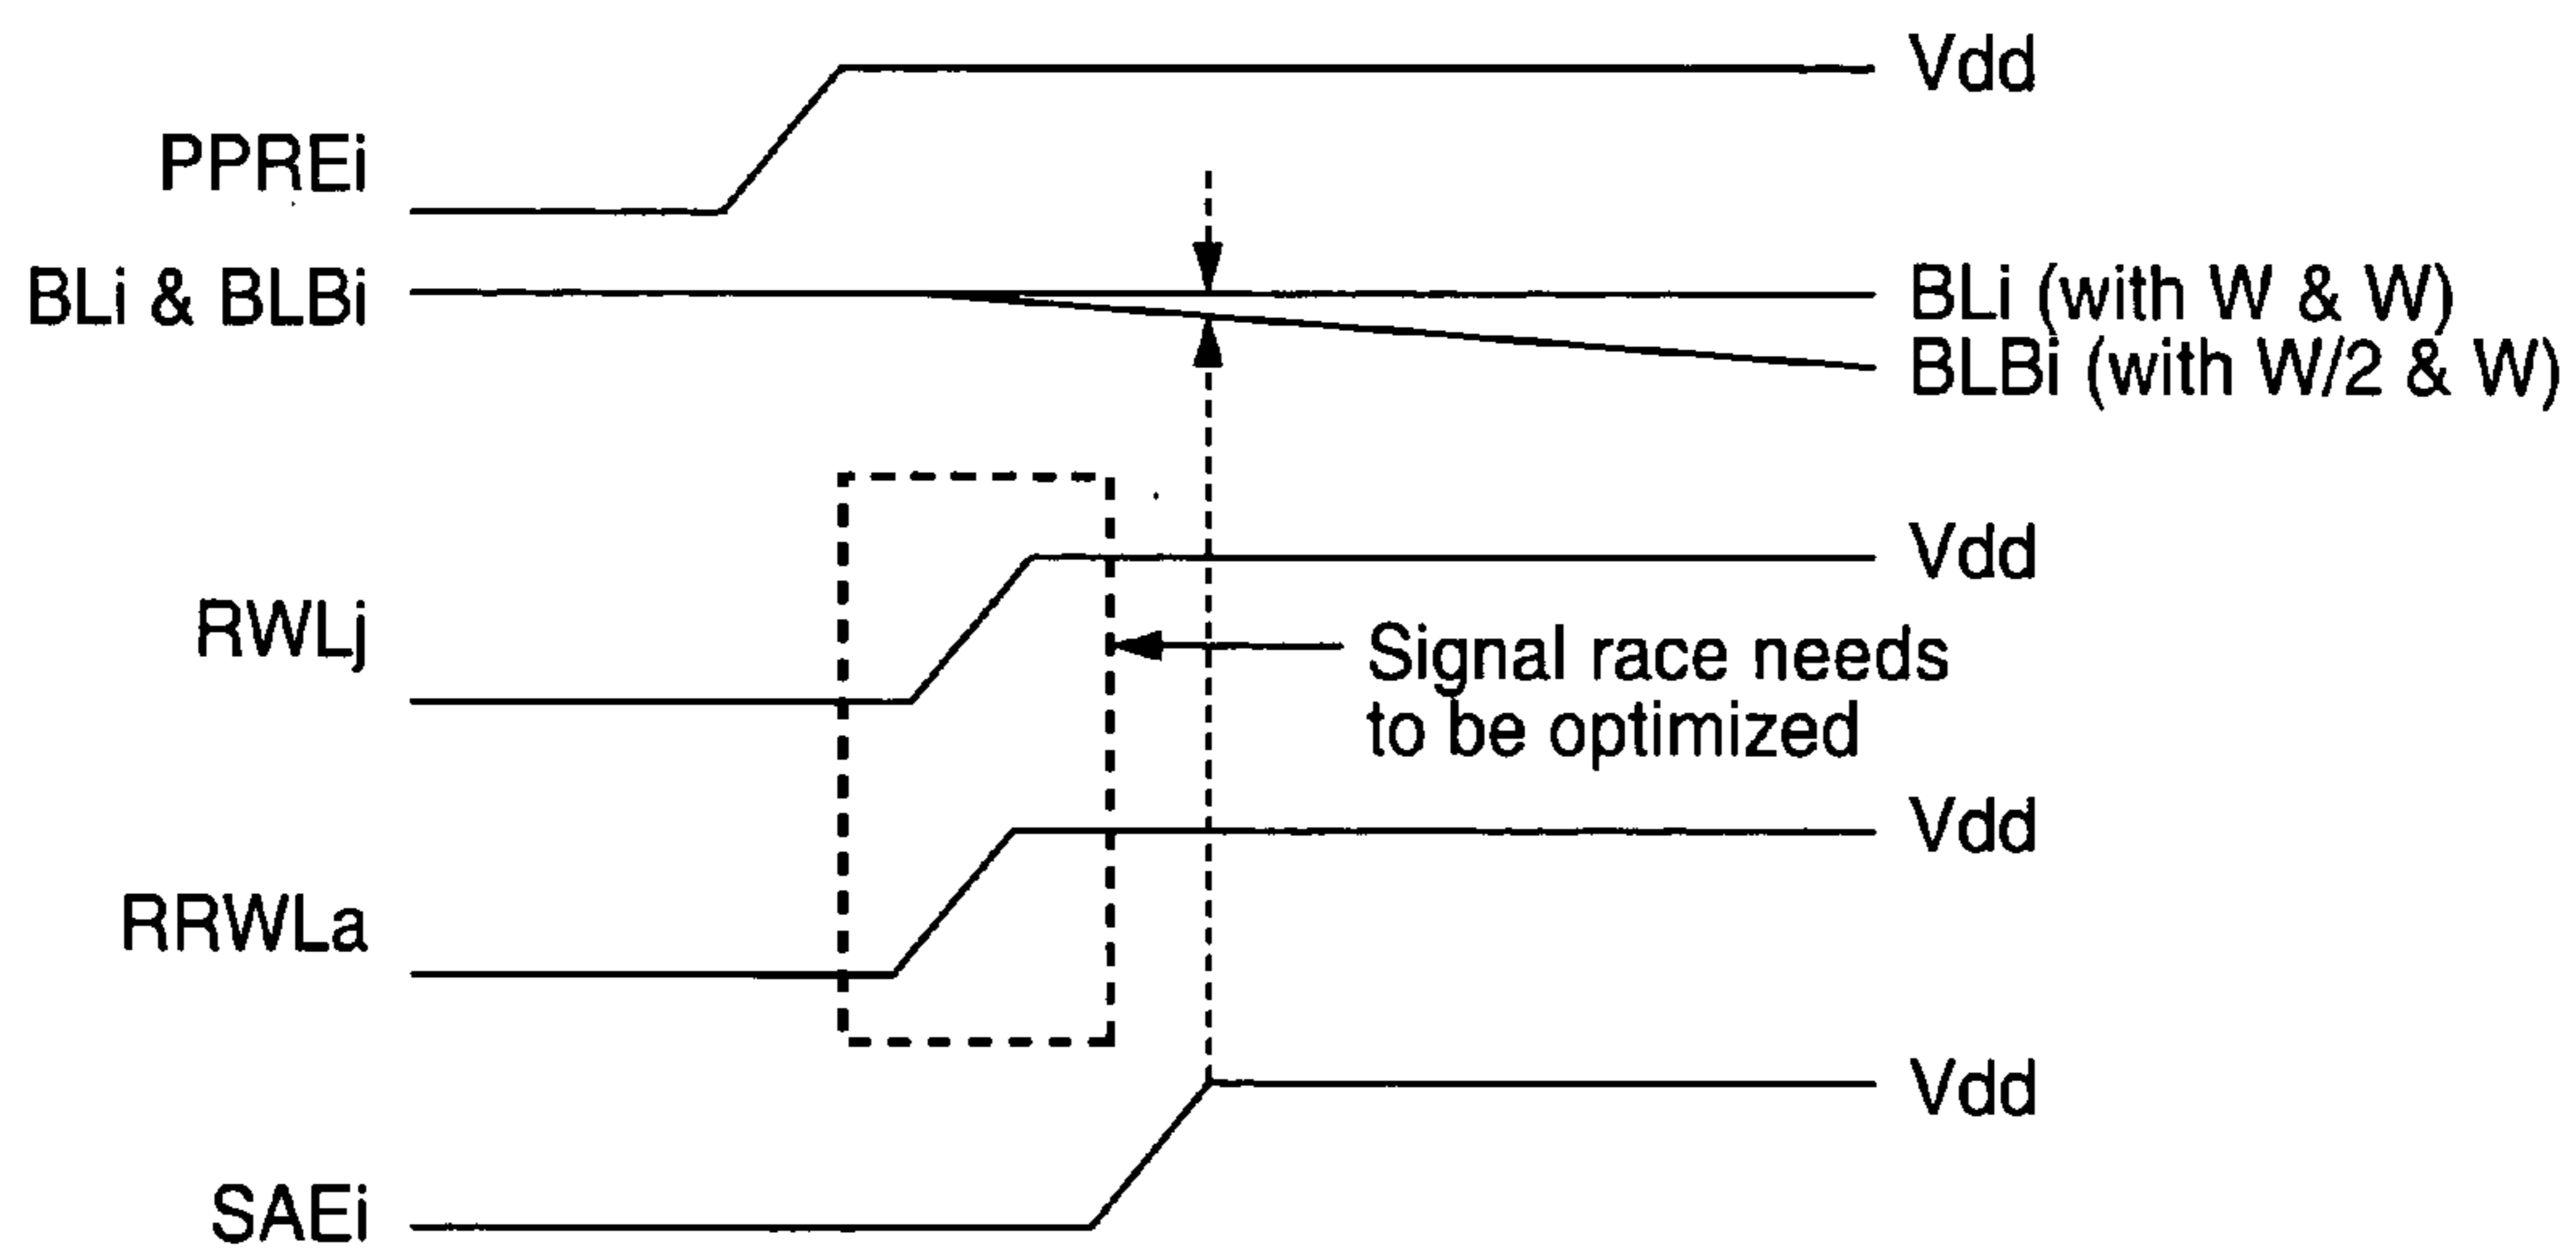 Vdd
PPREi
BLi & BLBi
BLi (with W & W)
BLBi (with W/2 & W)
Vdd
RWLj
Signal race needs
to be optimized
Vdd
RRWLa
Vdd
SAEi